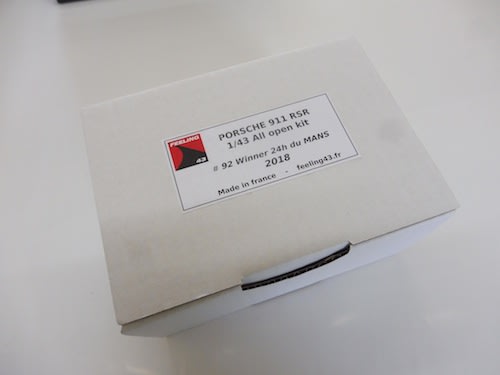 FEELING
43
PORSCHE 911 RSR
1/43 All open kit
# 92 Winner 24h du MANS
2018
Made in france - feeling43.fr